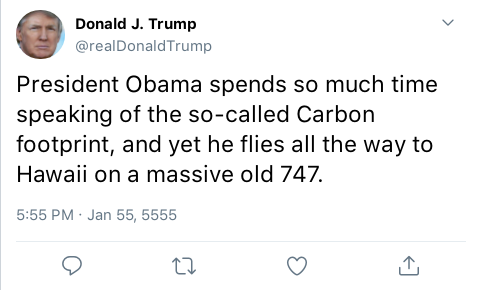 Donald J. Trump
@realDonaldTrump
President Obama spends so much time
speaking of the so-called Carbon
footprint, and yet he flies all the way to
Hawaii on a massive old 747.
5:55 PM · Jan 55, 5555